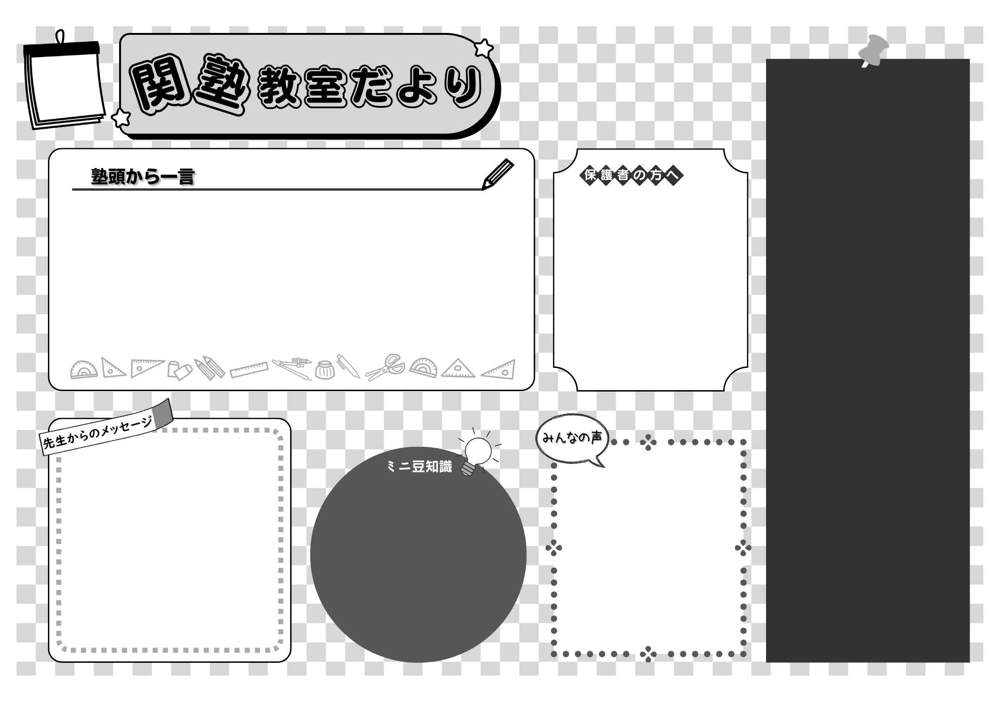 関塾教室だより
塾頭から一言
保護者の方へ
先生からのメッセージ
ミニ豆知識
みんなの声